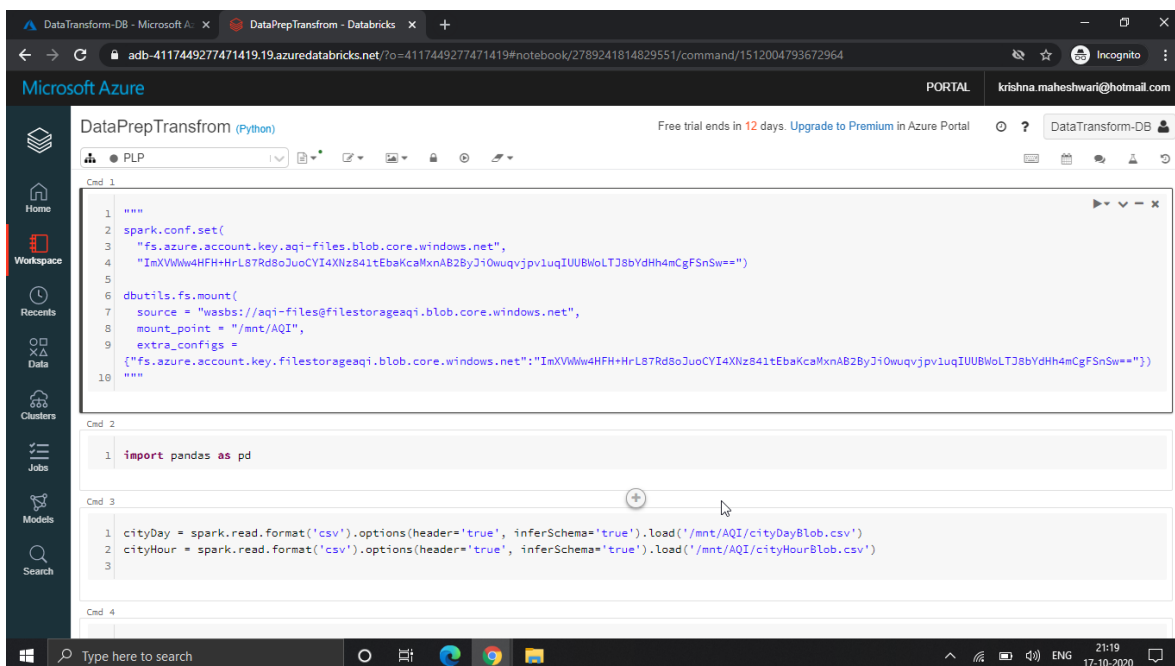 DataTransform-DB - Microsoft A
DataPrepTransfrom - Databricks
adb-4117449277471419.19.azuredatabricks.net/?o=4117449277471419#notebook/2789241814829551/command/1512004793672964
Incognito
Microsoft Azure
PORTAL
krishna.maheshwari@hotmail.com
DataPrepTransfrom (Python)
Free trial ends in 12 days. Upgrade to Premium in Azure Portal
?
DataTransform-DB
PLP
Home
Workspace
Recents
Data
Clusters
Jobs
Models
Search
Cmd 1
1 """
2 spark.conf.set(
3 "fs.azure.account.key.aqi-files.blob.core.windows.net",
4
5
6 dbutils.fs.mount(
7 source = "wasbs://aqi-files@filestorageaqi.blob.core.windows.net",
8 mount_point = "/mnt/AQI",
9 extra_configs =
{"fs.azure.account.key.filestorageaqi.blob.core.windows.net":
10 """
Cmd 2
1 import pandas as pd
Cmd 3
1 cityDay = spark.read.format('csv').options(header='true', inferSchema='true').load('/mnt/AQI/cityDayBlob.csv')
2 cityHour = spark.read.format('csv').options(header='true', inferSchema='true').load('/mnt/AQI/cityHourBlob.csv')
3
Cmd 4
Type here to search
ENG
21:19
17-10-2020